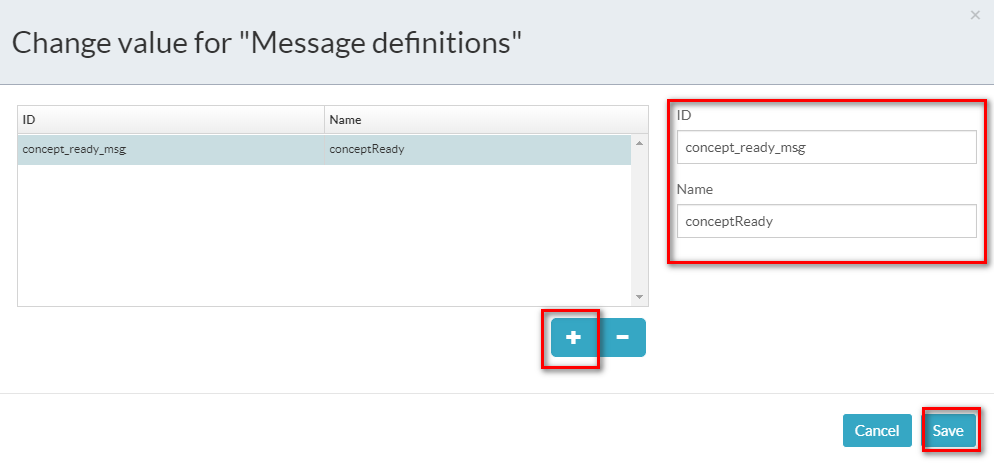 ×
Change value for "Message definitions"
ID
Name
concept_ready_msg
conceptReady
ID
concept_ready_msg
Name
conceptReady
+
−
Cancel
Save